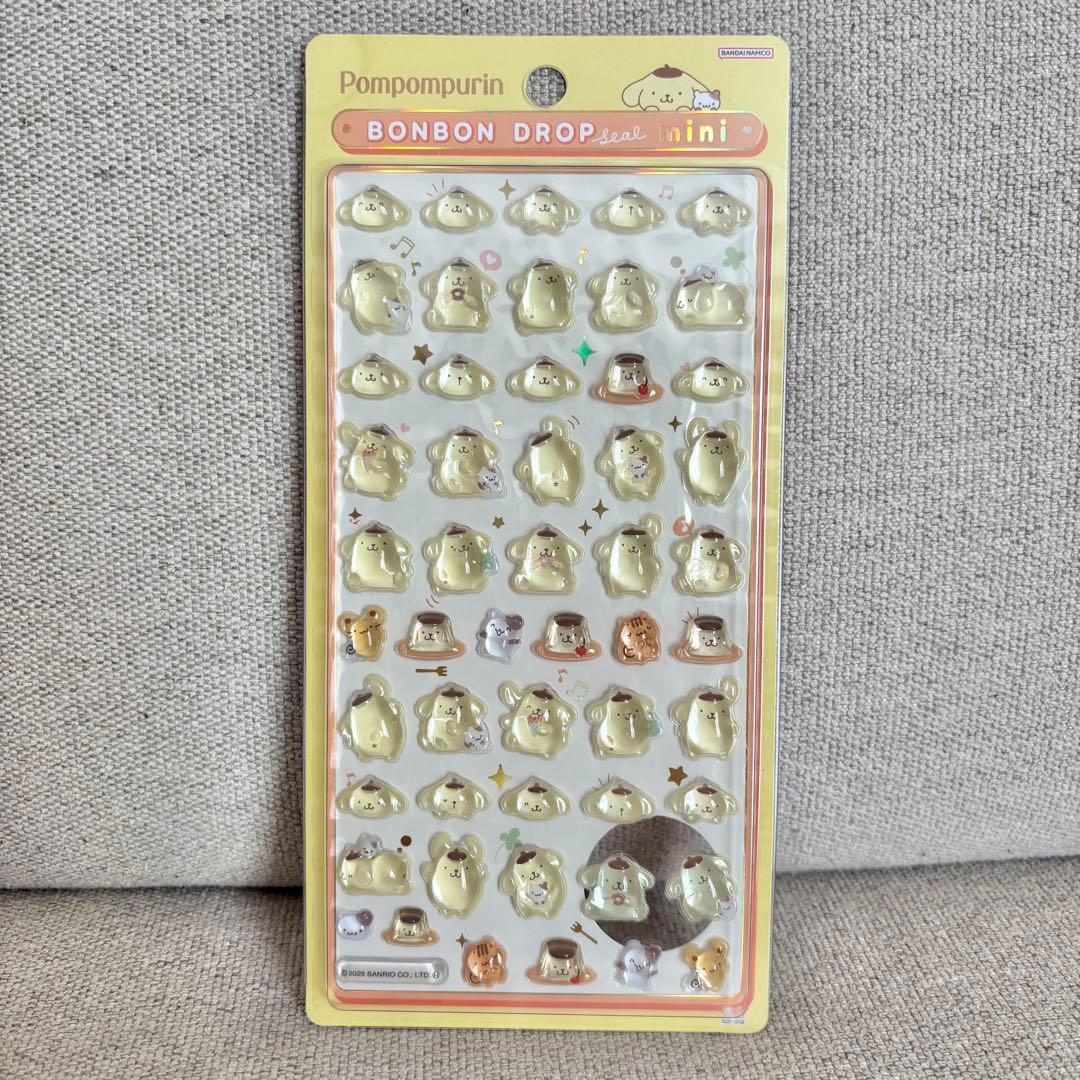 BANDAI NAMCO
Pompompurin
BONBON DROP seal mini
©2025 SANRIO CO., LTD. Ⓗ